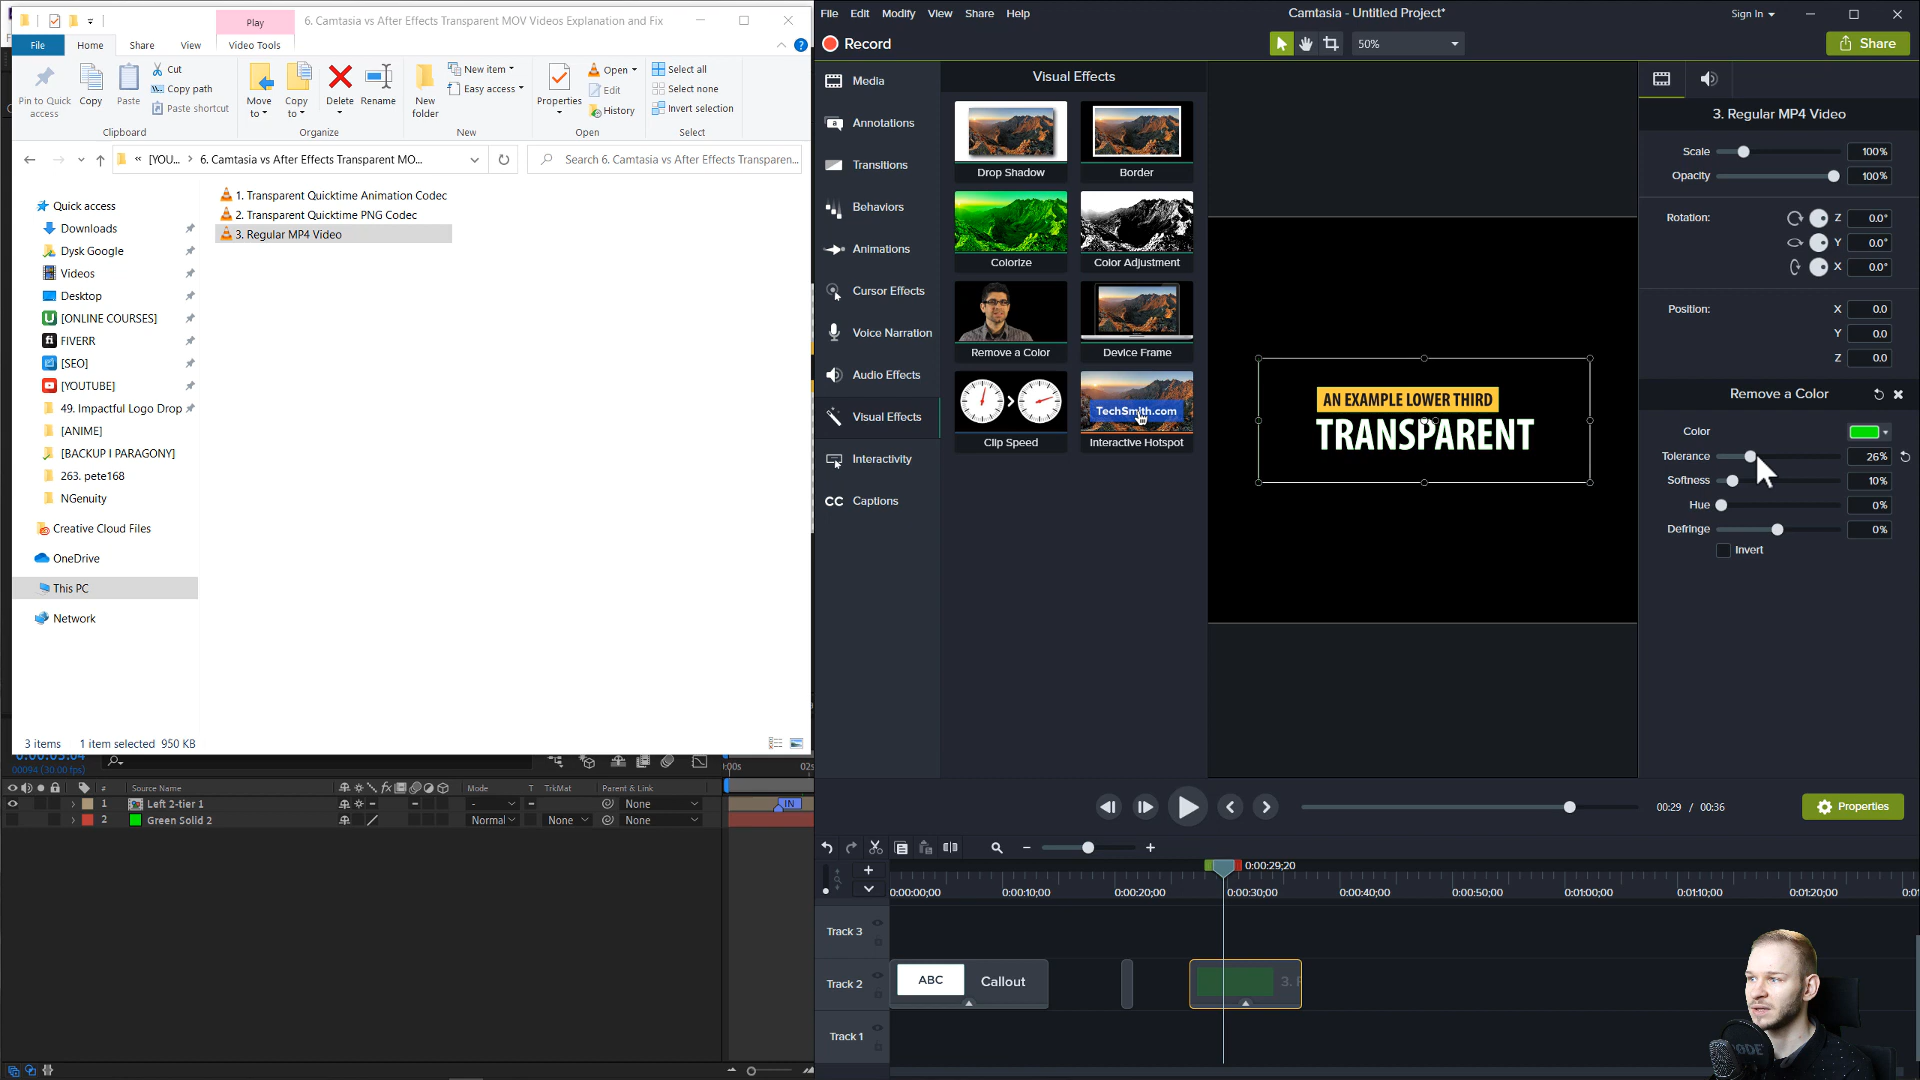 Play
6. Camtasia vs After Effects Transparent MOV Videos Explanation and Fix
File
Home
Share
View
Video Tools
Pin to Quick access
Copy
Paste
Cut
Copy path
Paste shortcut
Move to
Copy to
Delete
Rename
New folder
New item
Easy access
Properties
Open
Edit
History
Select all
Select none
Invert selection
Clipboard
Organize
New
Open
Select
« [YOU... > 6. Camtasia vs After Effects Transparent MO...
Search 6. Camtasia vs After Effects Transparen...
Quick access
Downloads
Dysk Google
Videos
Desktop
[ONLINE COURSES]
FIVERR
[SEO]
[YOUTUBE]
49. Impactful Logo Drop
[ANIME]
[BACKUP I PARAGONY]
263. pete168
NGenuity
Creative Cloud Files
OneDrive
This PC
Network
1. Transparent Quicktime Animation Codec
2. Transparent Quicktime PNG Codec
3. Regular MP4 Video
3 items 1 item selected 950 KB
00094 (30.00 fps)
:00s
02s
# Source Name Mode T TrkMat Parent & Link
1 Left 2-tier 1 - None IN
2 Green Solid 2 Normal None None
File Edit Modify View Share Help
Camtasia - Untitled Project*
Sign In
Record
50%
Share
Media
Annotations
Transitions
Behaviors
Animations
Cursor Effects
Voice Narration
Audio Effects
Visual Effects
Interactivity
CC Captions
Visual Effects
Drop Shadow
Border
Colorize
Color Adjustment
Remove a Color
Device Frame
TechSmith.com
Clip Speed
Interactive Hotspot
AN EXAMPLE LOWER THIRD
TRANSPARENT
3. Regular MP4 Video
Scale 100%
Opacity 100%
Rotation: Z 0.0°
Y 0.0°
X 0.0°
Position: X 0.0
Y 0.0
Z 0.0
Remove a Color
Color
Tolerance 26%
Softness 10%
Hue 0%
Defringe 0%
Invert
00:29 / 00:36
Properties
0:00:29;20
0:00:00;00 0:00:10;00 0:00:20;00 0:00:30;00 0:00:40;00 0:00:50;00 0:01:00;00 0:01:10;00 0:01:20;00
Track 3
Track 2
ABC
Callout
Track 1